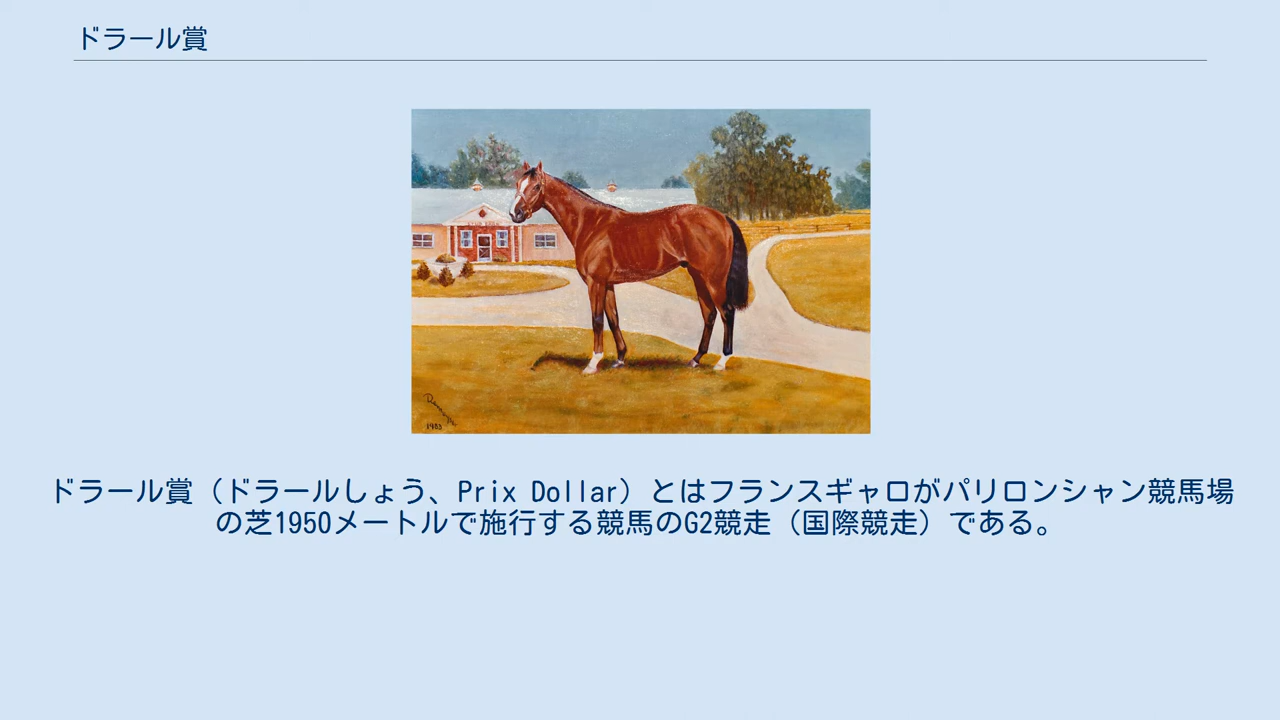 ドラール賞
1983
ドラール賞（ドラールしょう、Prix Dollar）とはフランスギャロがパリロンシャン競馬場
の芝1950メートルで施行する競馬のG2競走（国際競走）である。